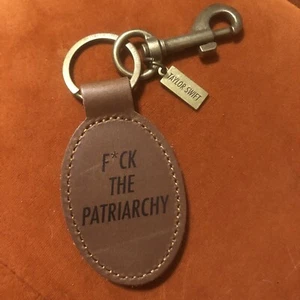 TAYLOR SWIFT
F*CK
THE
PATRIARCHY